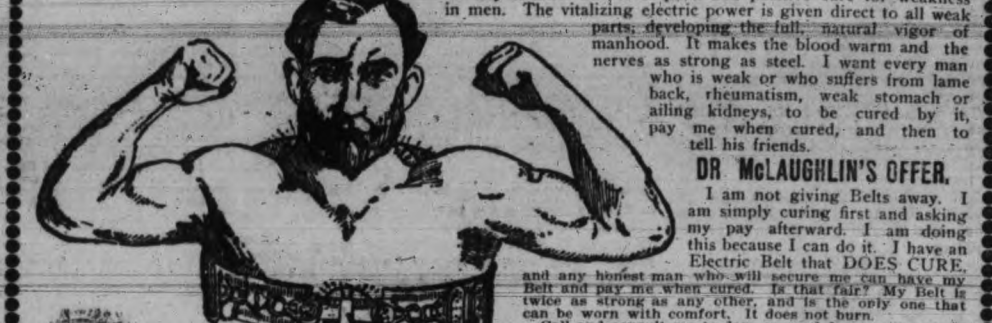 in men. The vitalizing electric power is given direct to all weak
parts, developing the full, natural vigor of
manhood. It makes the blood warm and the
nerves as strong as steel. I want every man
who is weak or who suffers from lame
back, rheumatism, weak stomach or
ailing kidneys, to be cured by it,
pay me when cured, and then to
tell his friends.
DR McLAUGHLIN'S OFFER.
I am not giving Belts away. I
am simply curing first and asking
my pay afterward. I am doing
this because I can do it. I have an
Electric Belt that DOES CURE,
and any honest man who will secure me can have my
Belt and pay me when cured. Is that fair? My Belt is
twice as strong as any other, and is the only one that
can be worn with comfort. It does not burn.